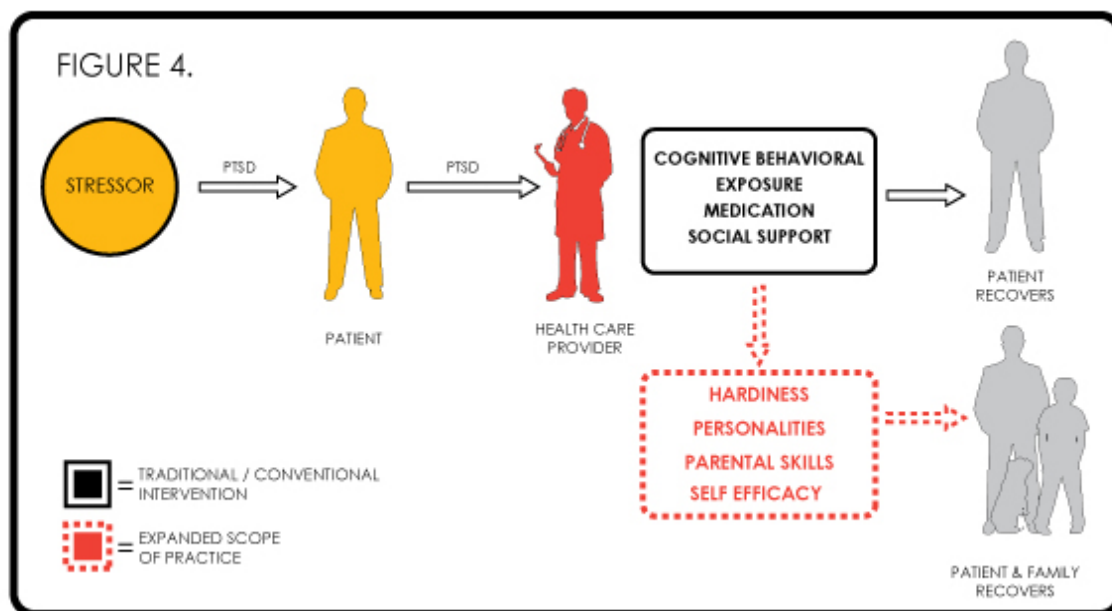 FIGURE 4.
STRESSOR
PTSD
PATIENT
PTSD
HEALTH CARE
PROVIDER
COGNITIVE BEHAVIORAL
EXPOSURE
MEDICATION
SOCIAL SUPPORT
PATIENT
RECOVERS
HARDINESS
PERSONALITIES
PARENTAL SKILLS
SELF EFFICACY
PATIENT & FAMILY
RECOVERS
= TRADITIONAL / CONVENTIONAL
INTERVENTION
= EXPANDED SCOPE
OF PRACTICE